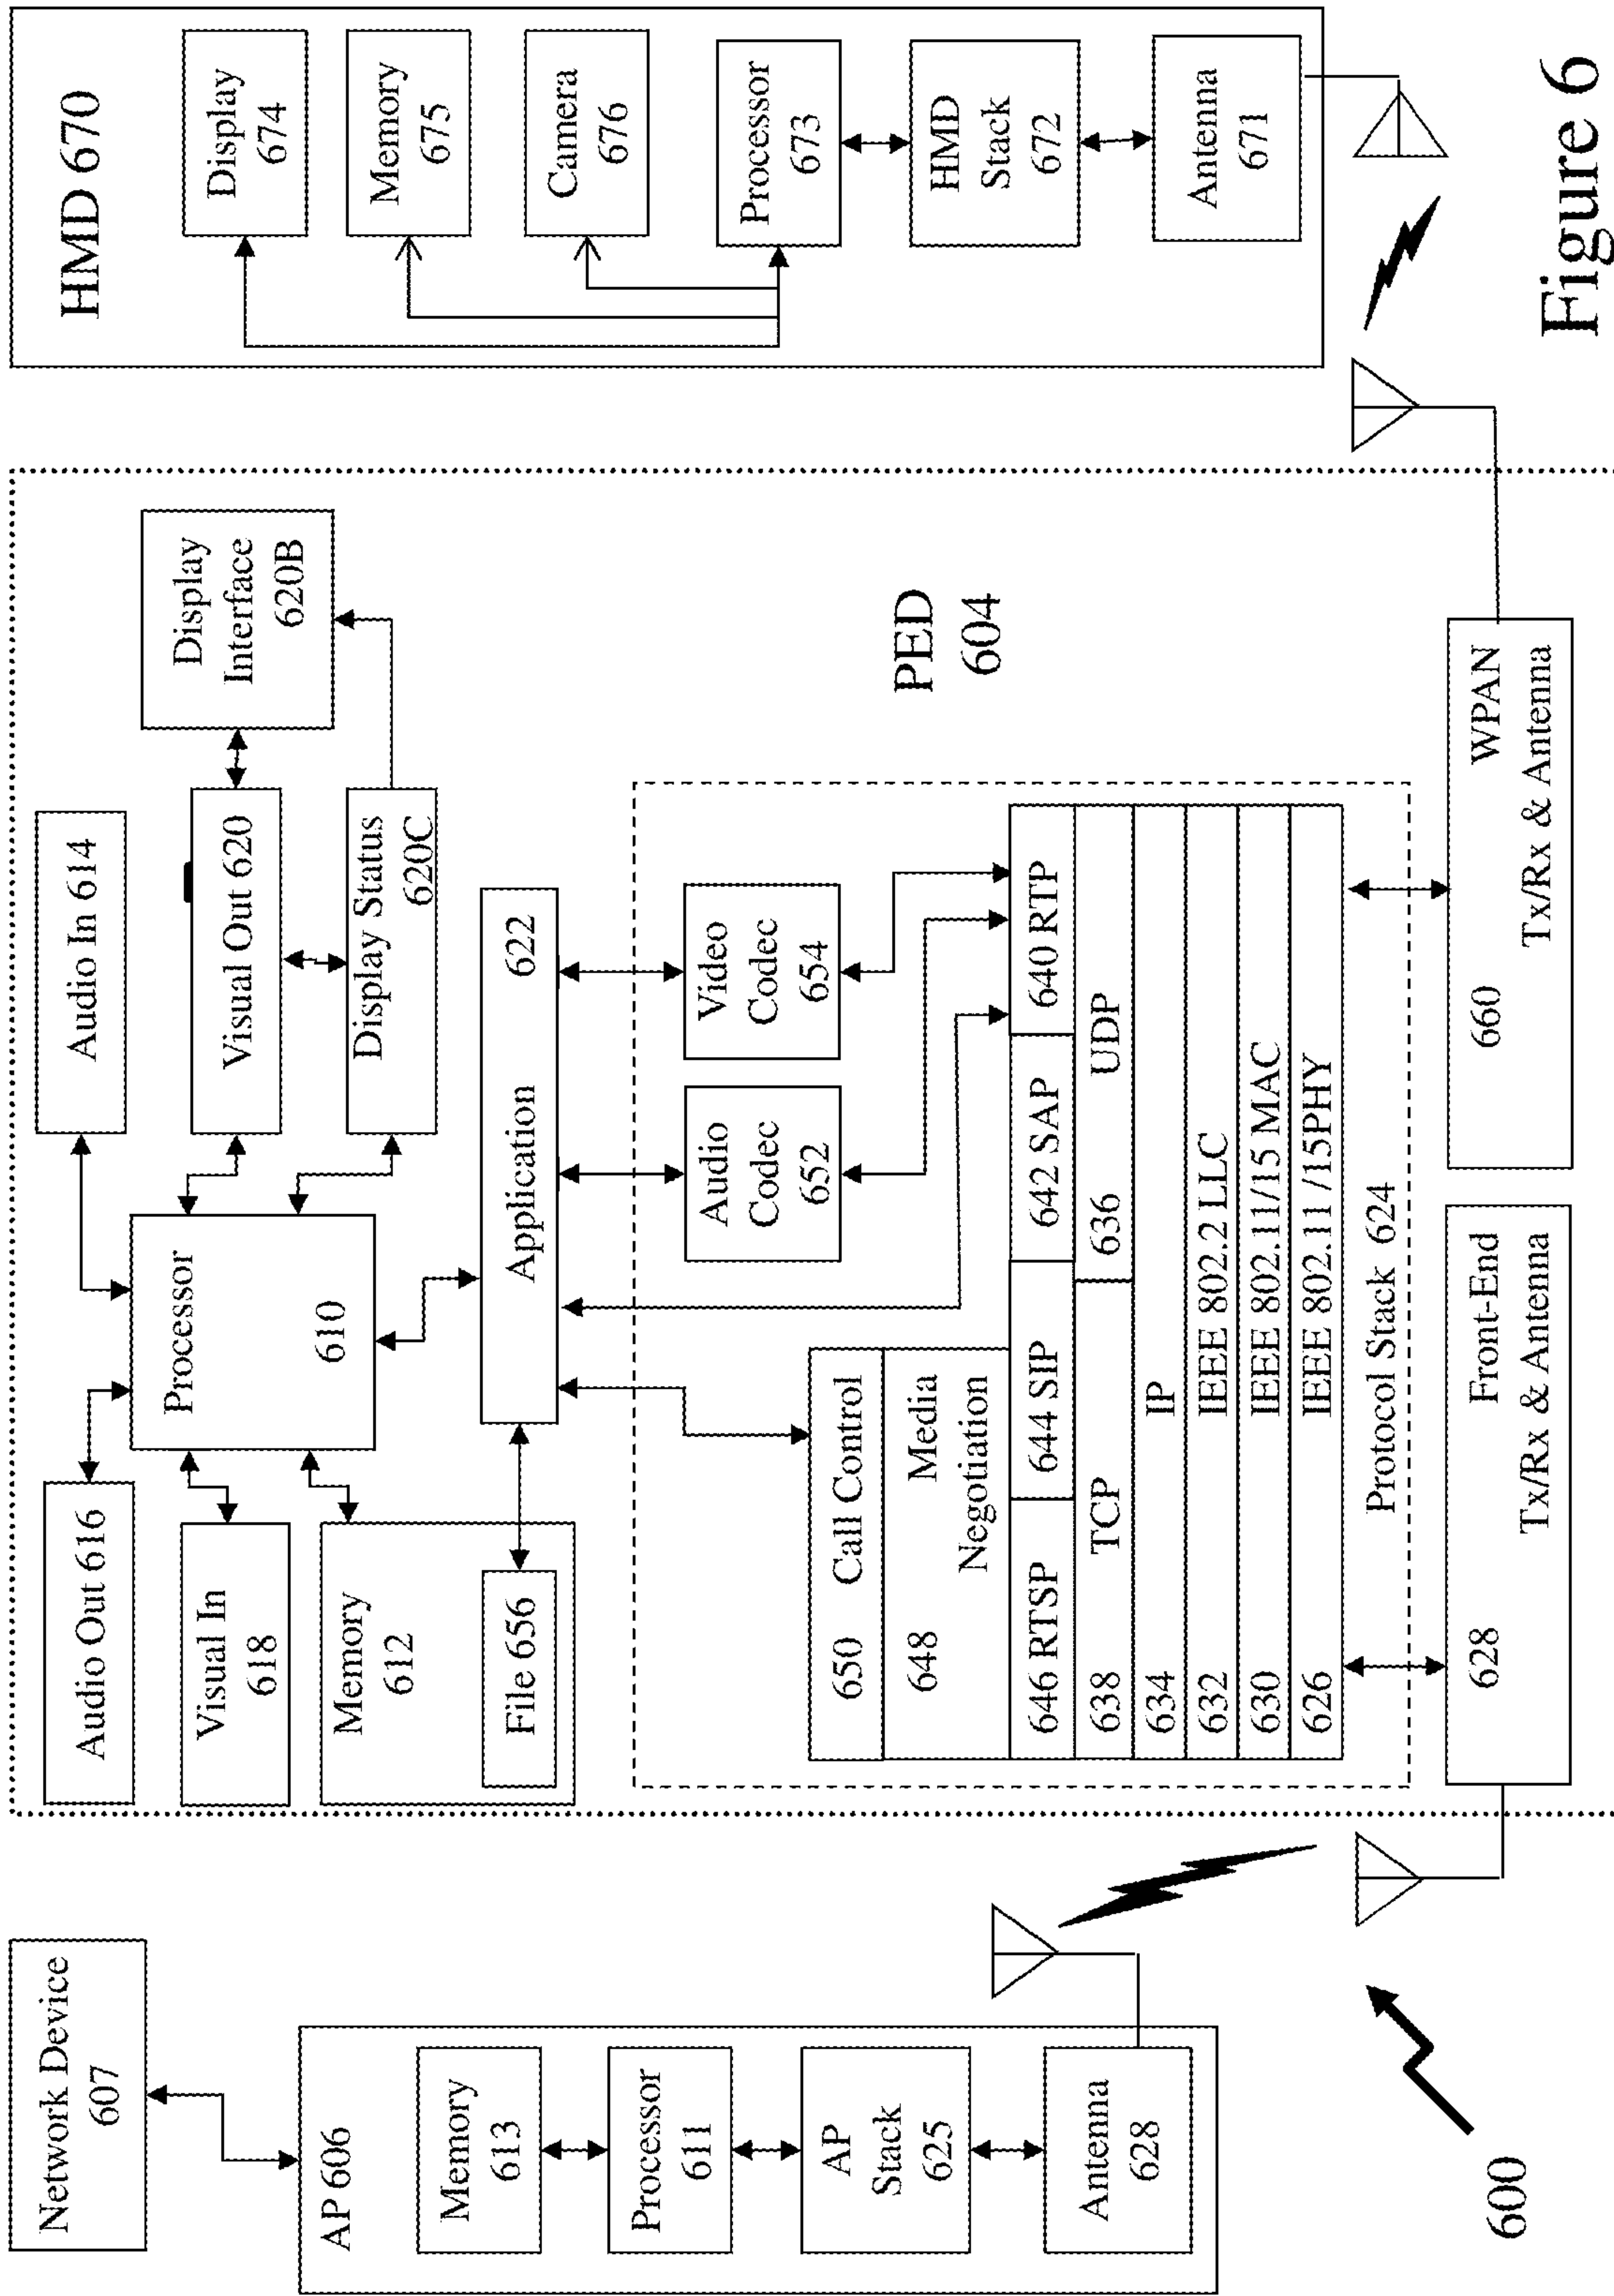 Network Device
607
AP 606
Memory
613
Processor
611
AP
Stack
625
Antenna
628
600
Audio Out 616
Visual In
618
Memory
612
File 656
Processor
610
Audio In 614
Visual Out 620
Display Status
620C
Display
Interface
620B
Application 622
PED
604
650 Call Control
648 Media
Negotiation
Audio
Codec
652
Video
Codec
654
646 RTSP
644 SIP
642 SAP
640 RTP
638 TCP
636 UDP
634 IP
632 IEEE 802.2 LLC
630 IEEE 802.11/15 MAC
626 IEEE 802.11 /15PHY
Protocol Stack 624
628 Front-End
Tx/Rx & Antenna
660 WPAN
Tx/Rx & Antenna
HMD 670
Display
674
Memory
675
Camera
676
Processor
673
HMD
Stack
672
Antenna
671
Figure 6